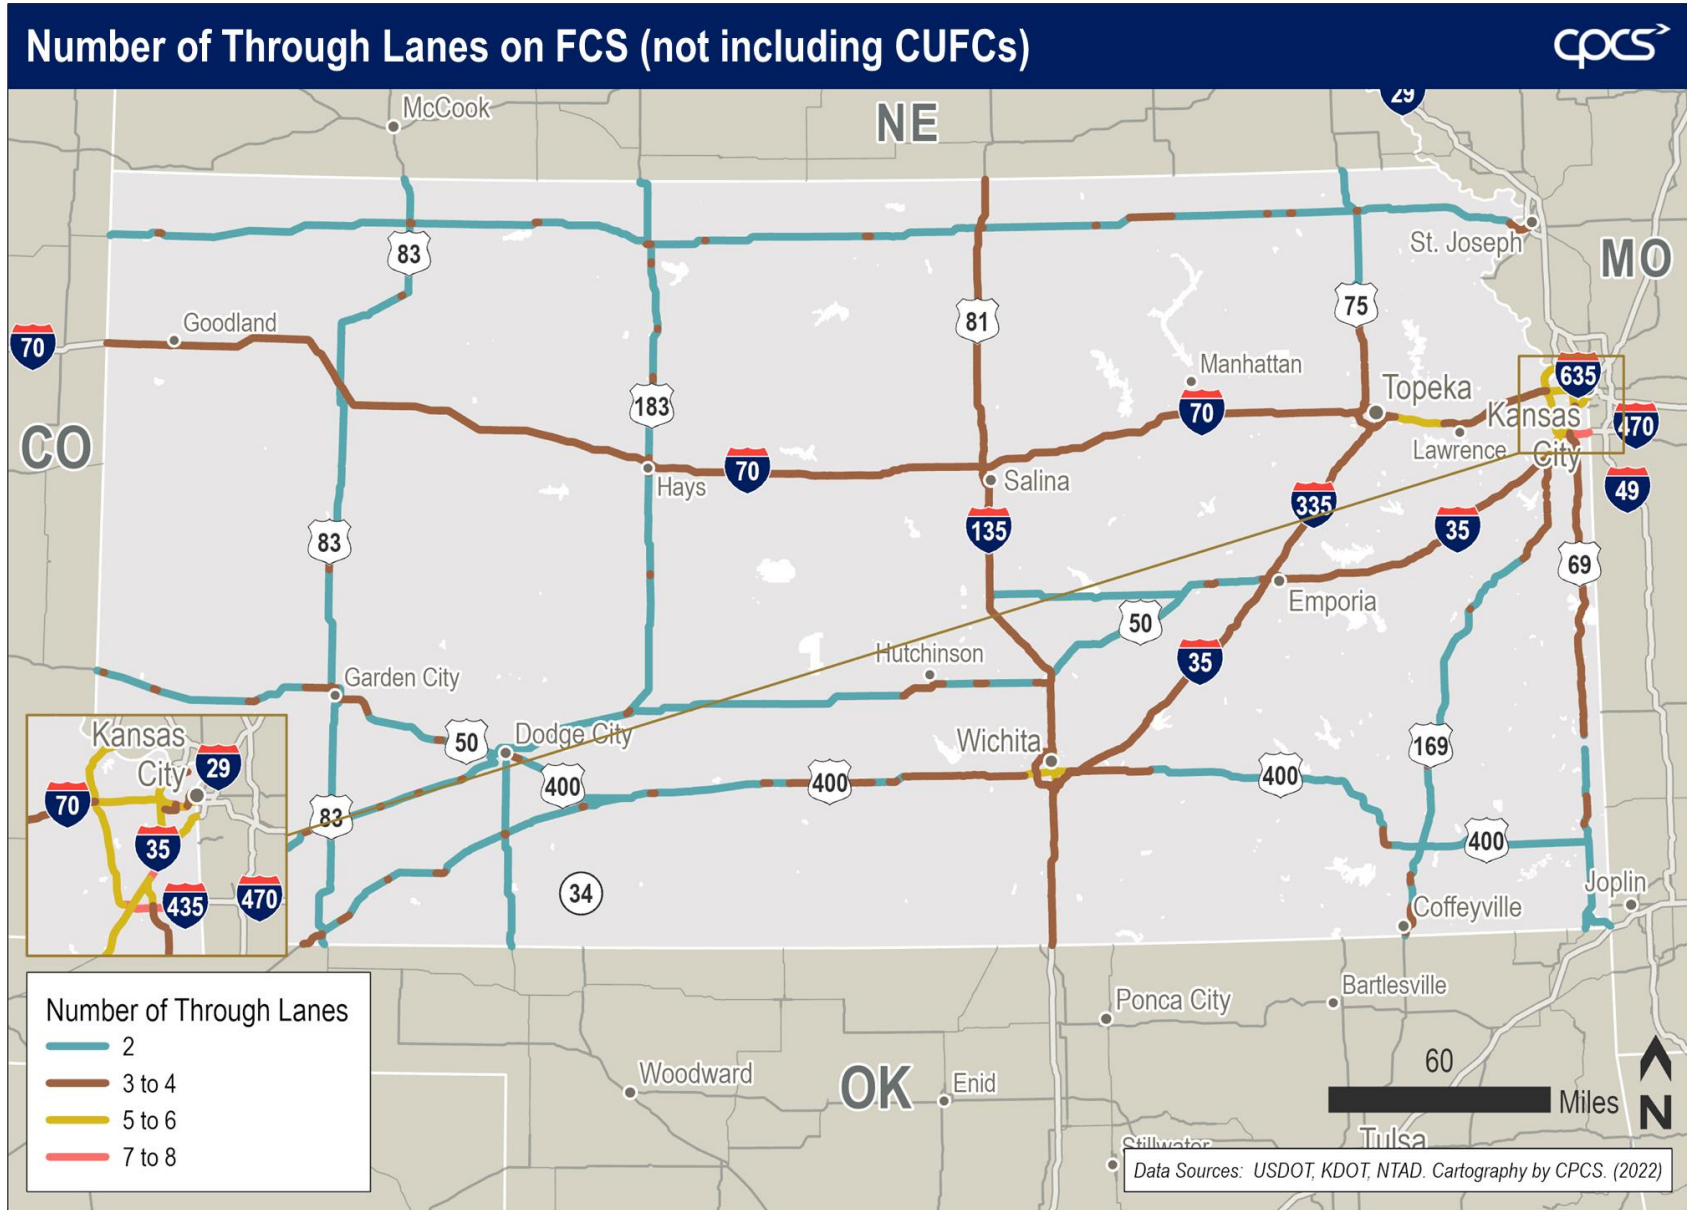 Number of Through Lanes on FCS (not including CUFCs)
cpcs
29
McCook
NE
St. Joseph
MO
83
81
75
Goodland
70
Manhattan
635
Topeka
70
183
Kansas
City
470
CO
Lawrence
70
Hays
Salina
49
335
135
35
83
69
Emporia
50
Hutchinson
35
Garden City
Kansas
City
29
50
Dodge City
Wichita
169
70
400
400
400
83
35
400
34
435
470
Joplin
Coffeyville
Number of Through Lanes
2
3 to 4
5 to 6
7 to 8
Ponca City
Bartlesville
Woodward
OK
Enid
60
Miles
N
Stillwater
Tulsa
Data Sources: USDOT, KDOT, NTAD. Cartography by CPCS. (2022)